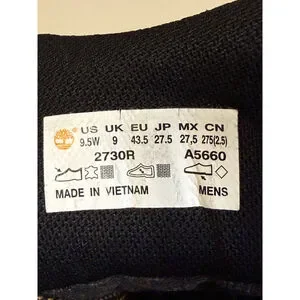 US UK EU JP MX CN
9.5W 9 43.5 27.5 27,5 275(2.5)
2730R A5660
MADE IN VIETNAM MENS